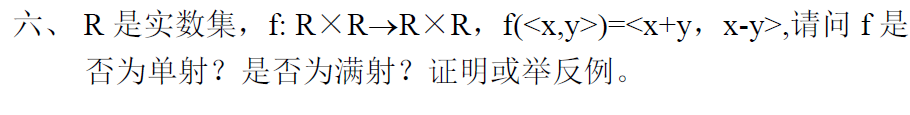 六、 R 是实数集，f: R×R→R×R，f(<x,y>)=<x+y，x-y>,请问 f 是
否为单射？是否为满射？证明或举反例。